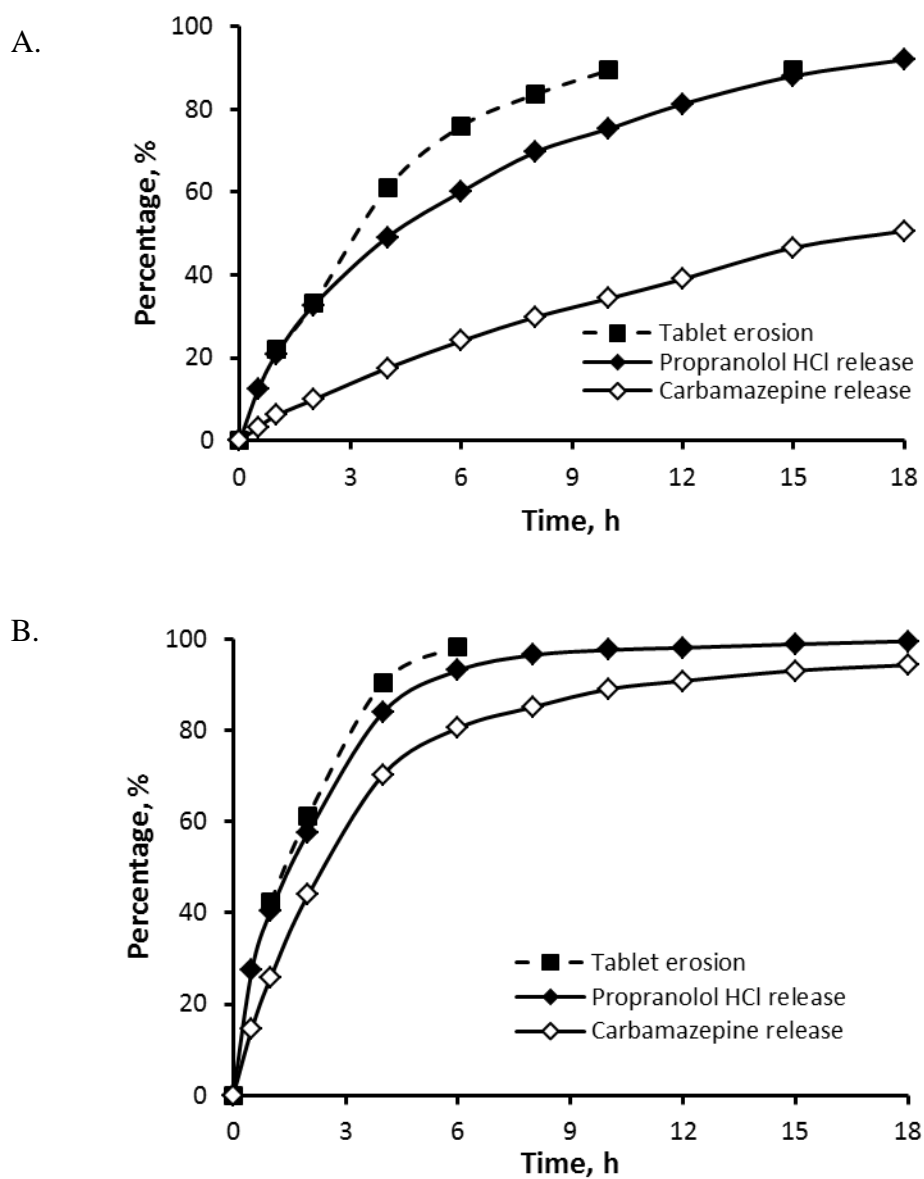 A.
100
80
60
40
20
0
Percentage, %
Tablet erosion
Propranolol HCl release
Carbamazepine release
0 3 6 9 12 15 18
Time, h
B.
100
80
60
40
20
0
Percentage, %
Tablet erosion
Propranolol HCl release
Carbamazepine release
0 3 6 9 12 15 18
Time, h